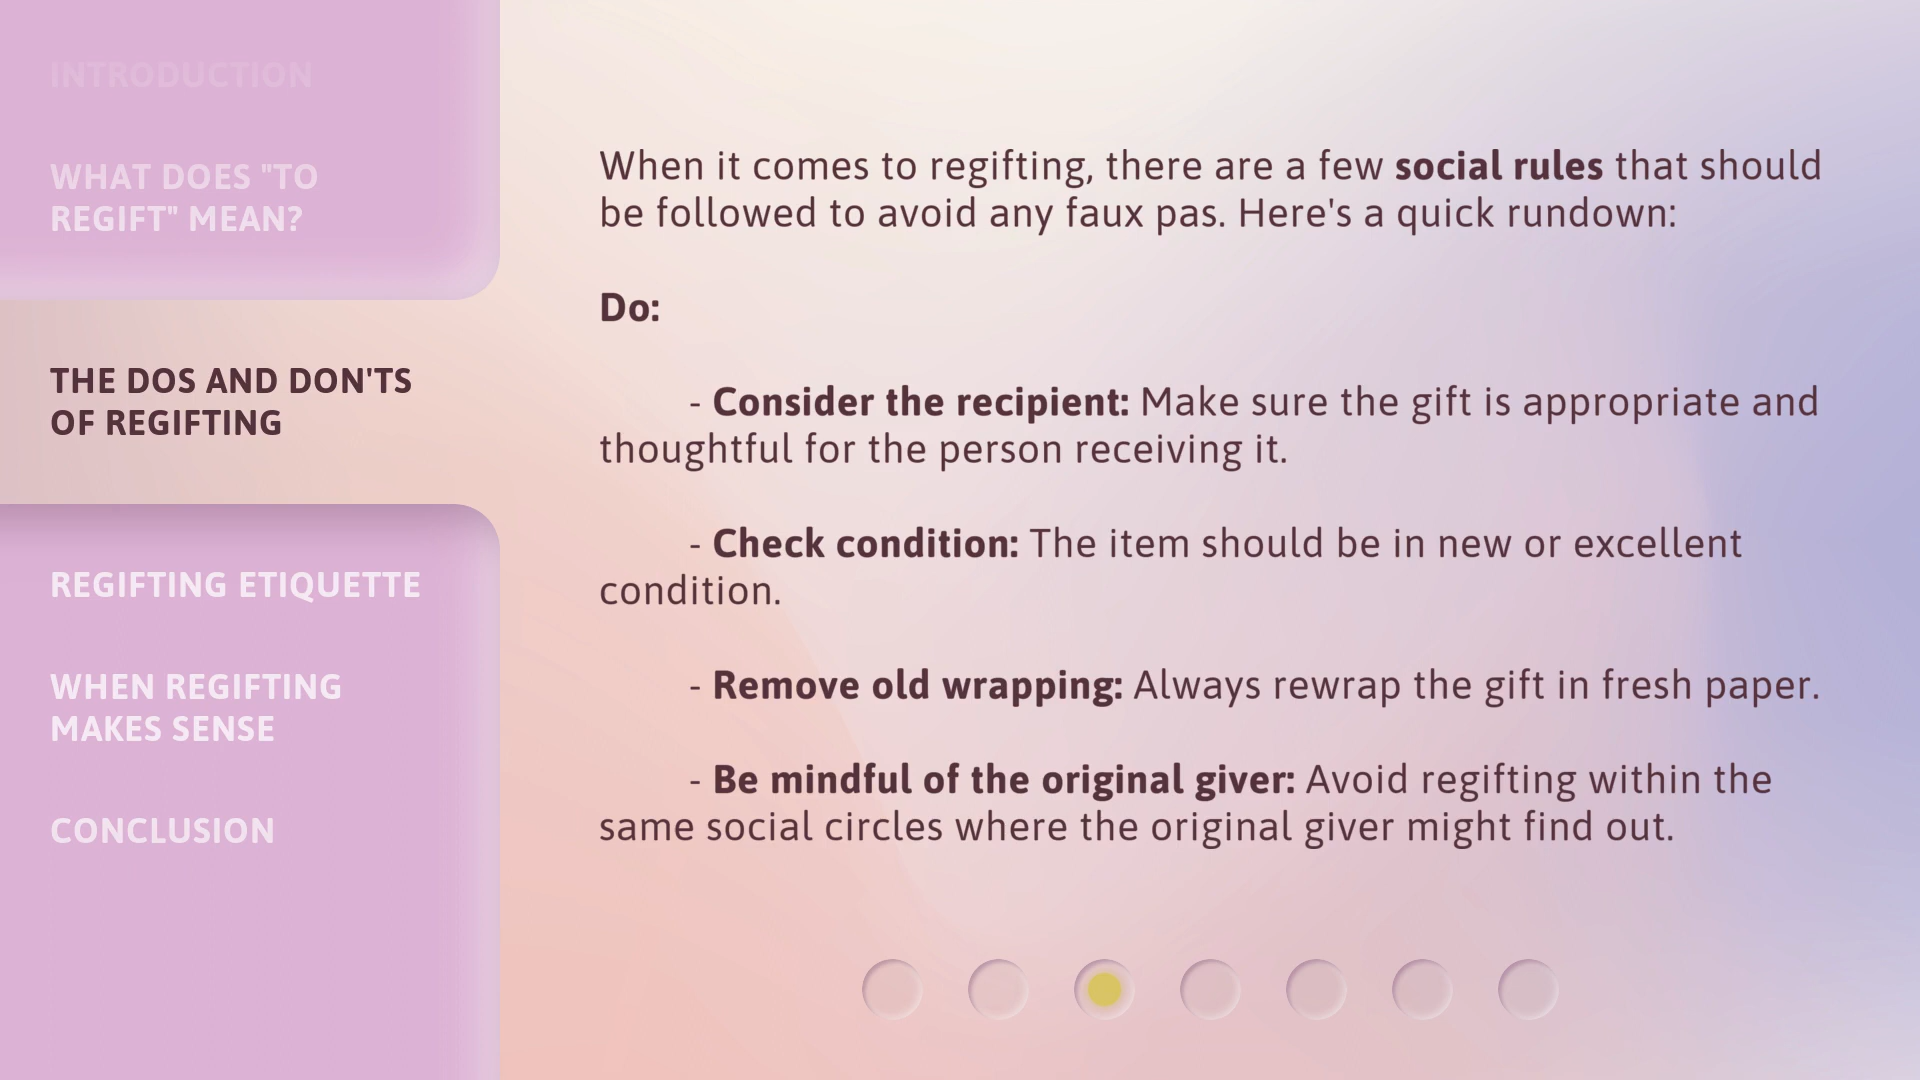 INTRODUCTION
WHAT DOES "TO
REGIFT" MEAN?
THE DOS AND DON'TS
OF REGIFTING
REGIFTING ETIQUETTE
WHEN REGIFTING
MAKES SENSE
CONCLUSION
When it comes to regifting, there are a few social rules that should
be followed to avoid any faux pas. Here's a quick rundown:
Do:
- Consider the recipient: Make sure the gift is appropriate and
thoughtful for the person receiving it.
- Check condition: The item should be in new or excellent
condition.
- Remove old wrapping: Always rewrap the gift in fresh paper.
- Be mindful of the original giver: Avoid regifting within the
same social circles where the original giver might find out.